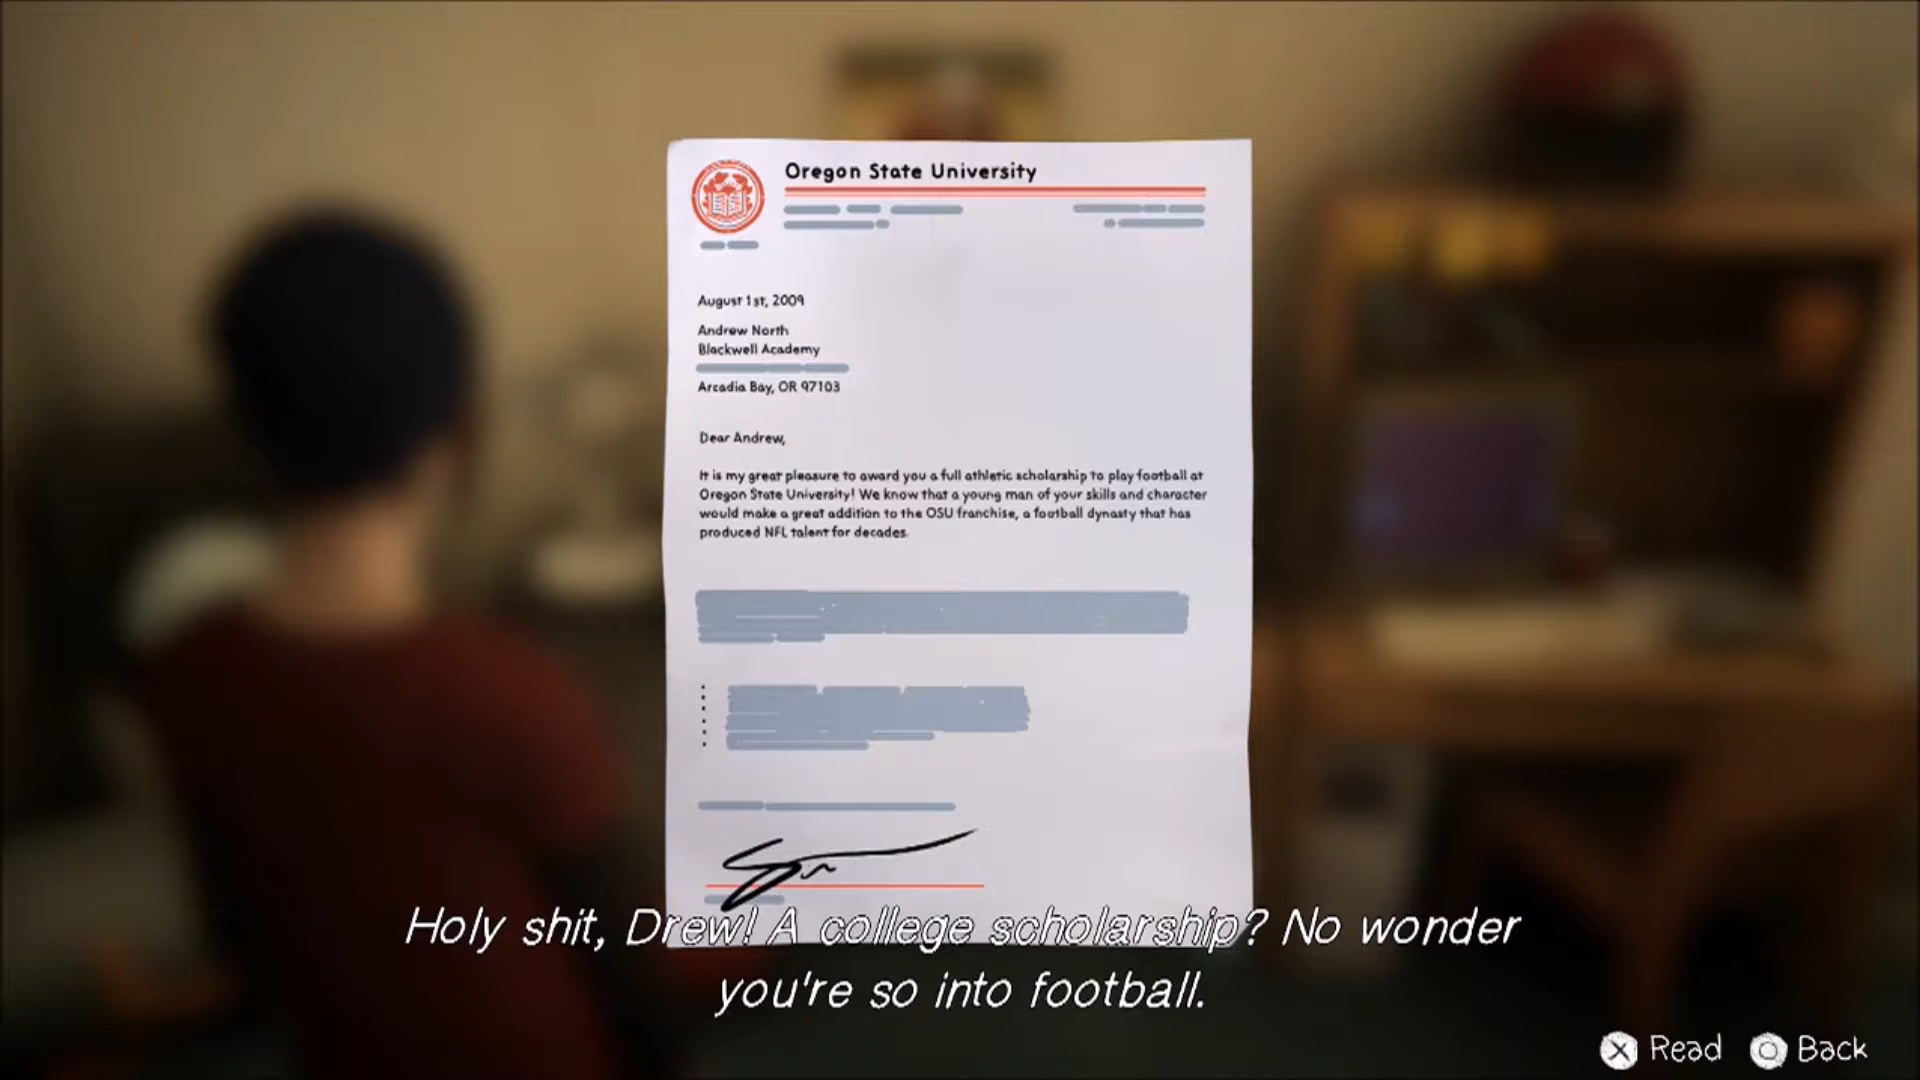 Oregon State University
August 1st, 2009
Andrew North
Blackwell Academy
Arcadia Bay, OR 97103
Dear Andrew,
It is my great pleasure to award you a full athletic scholarship to play football at
Oregon State University! We know that a young man of your skills and character
would make a great addition to the OSU franchise, a football dynasty that has
produced NFL talent for decades.
Holy shit, Drew! A college scholarship? No wonder
you're so into football.
Read Back